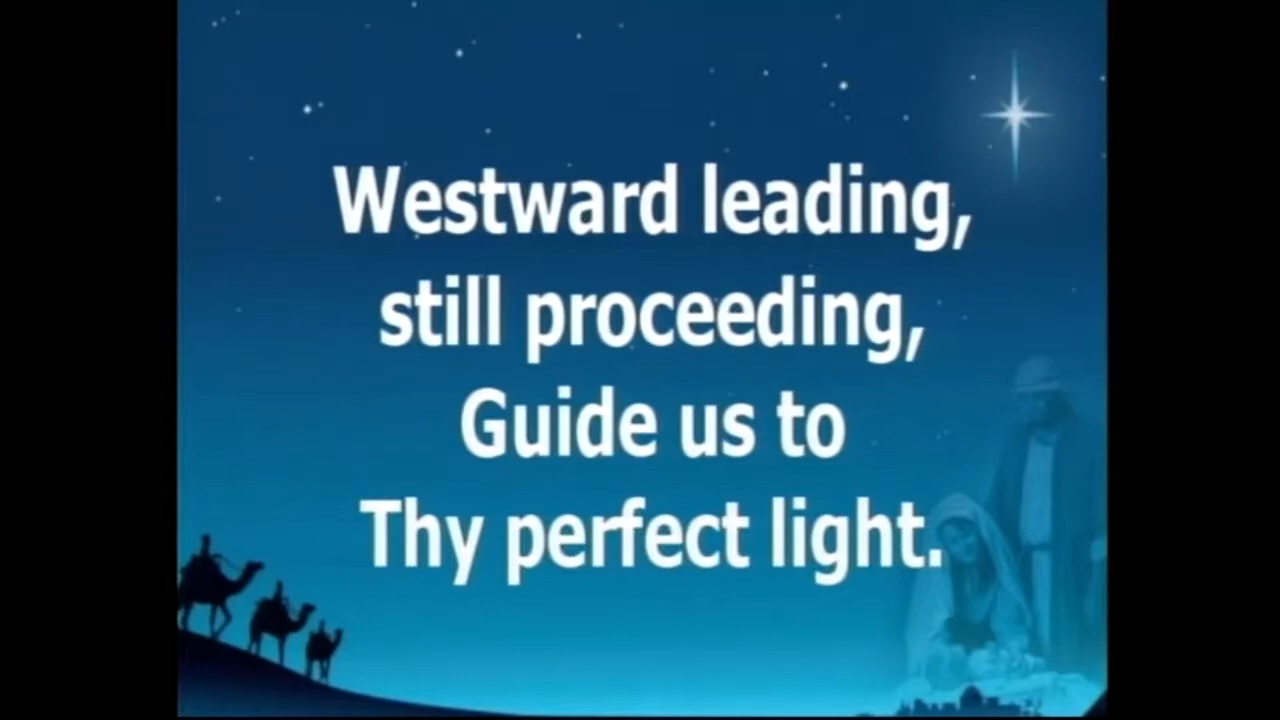 Westward leading,
still proceeding,
Guide us to
Thy perfect light.